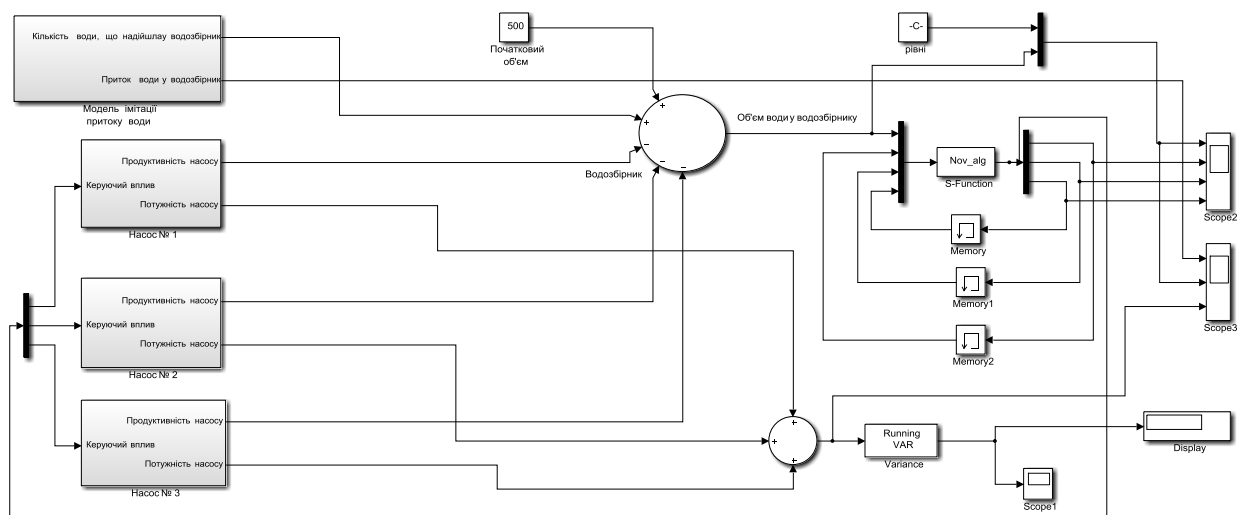 Кількість води, що надійшлау водозбірник
Приток води у водозбірник
Модель імітації
притоку води
500
Початковий
об'єм
-C-
рівні
+
+
−
−
−
Водозбірник
Об'єм води у водозбірнику
Nov_alg
S-Function
Memory
Memory1
Memory2
Scope2
Scope3
Продуктивність насосу
Керуючий вплив
Потужність насосу
Насос № 1
Продуктивність насосу
Керуючий вплив
Потужність насосу
Насос № 2
Продуктивність насосу
Керуючий вплив
Потужність насосу
Насос № 3
+
+
+
Running
VAR
Variance
Display
Scope1